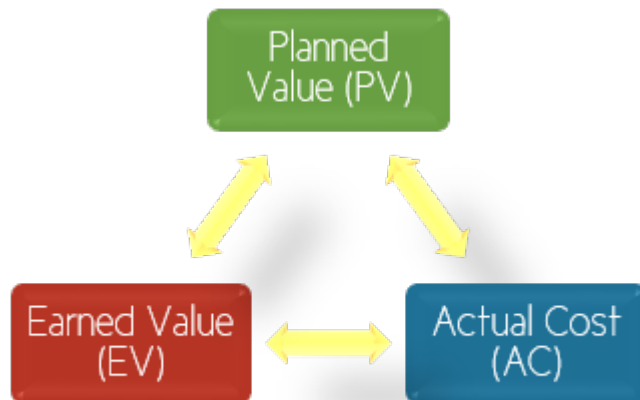 Planned
Value (PV)
Earned Value
(EV)
Actual Cost
(AC)